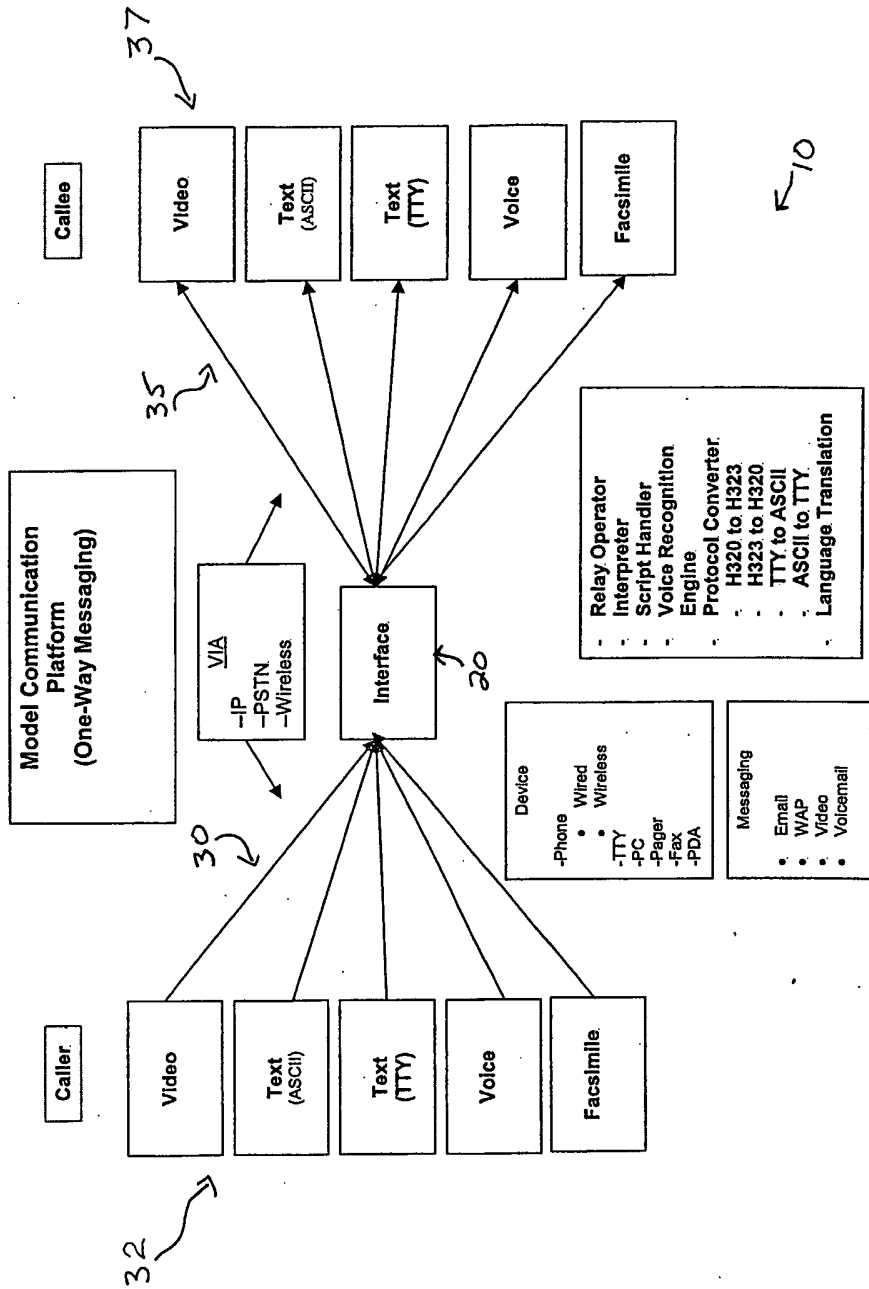 Model Communication
Platform
(One-Way Messaging)
Caller
Callee
VIA
–IP
–PSTN
–Wireless
32
30
35
37
Video
Text
(ASCII)
Text
(TTY)
Voice
Facsimile
Interface
20
Video
Text
(ASCII)
Text
(TTY)
Voice
Facsimile
10
Device
-Phone
• Wired
• Wireless
-TTY
-PC
-Pager
-Fax
-PDA
Messaging
• Email
• WAP
• Video
• Voicemail
- Relay Operator
- Interpreter
- Script Handler
- Voice Recognition
Engine
- Protocol Converter
- H320 to H323
- H323 to H320
- TTY to ASCII
- ASCII to TTY
- Language Translation